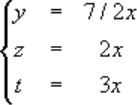 y = 7/2x
z = 2x
t = 3x